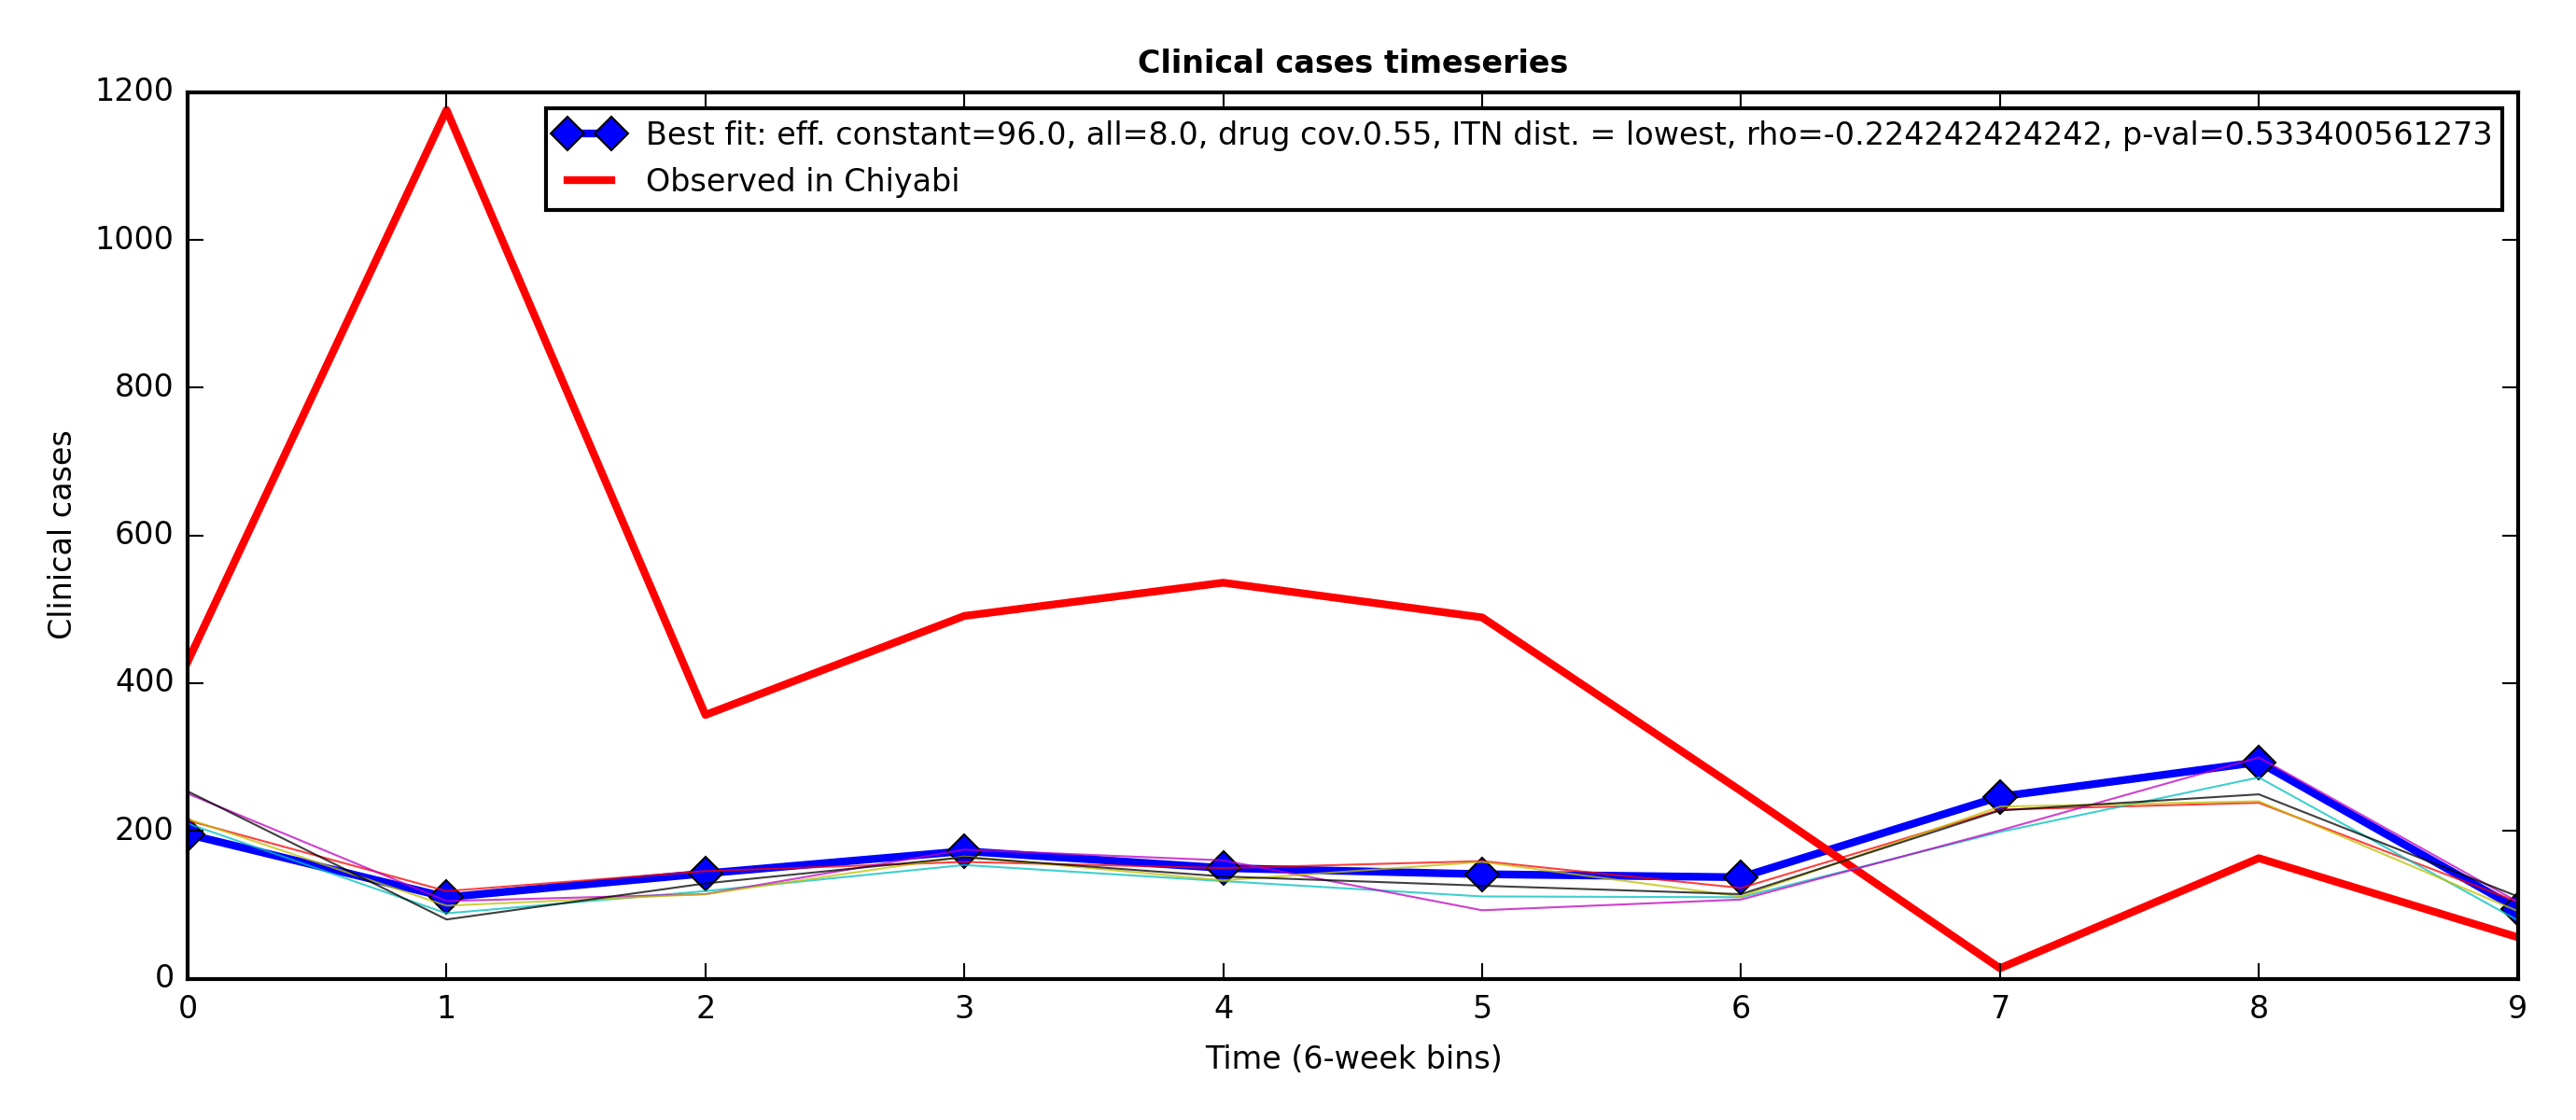 Clinical cases timeseries
1200
1000
800
600
400
200
0
Clinical cases
Best fit: eff. constant=96.0, all=8.0, drug cov.0.55, ITN dist. = lowest, rho=-0.224242424242, p-val=0.533400561273
Observed in Chiyabi
0 1 2 3 4 5 6 7 8 9
Time (6-week bins)